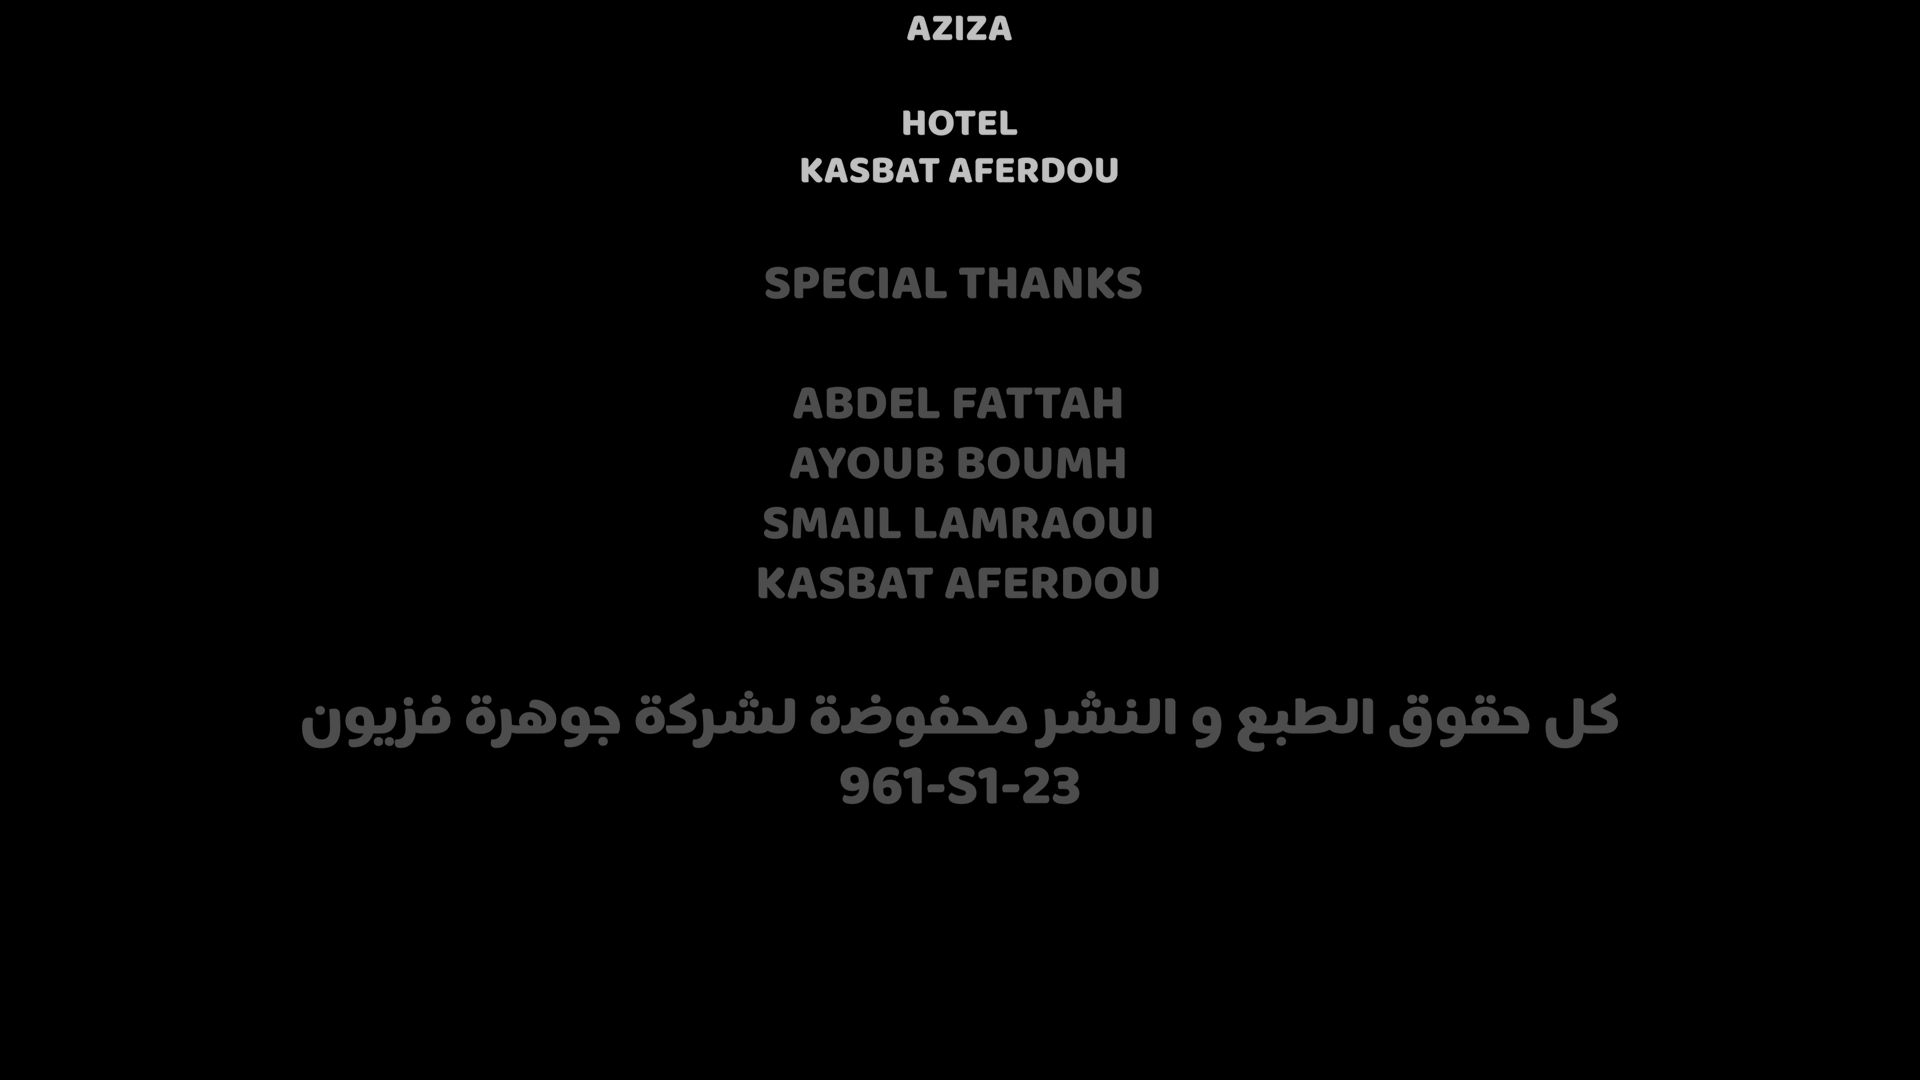 AZIZA
HOTEL
KASBAT AFERDOU
SPECIAL THANKS
ABDEL FATTAH
AYOUB BOUMH
SMAIL LAMRAOUI
KASBAT AFERDOU
كل حقوق الطبع و النشر محفوضة لشركة جوهرة فزيون
961-S1-23